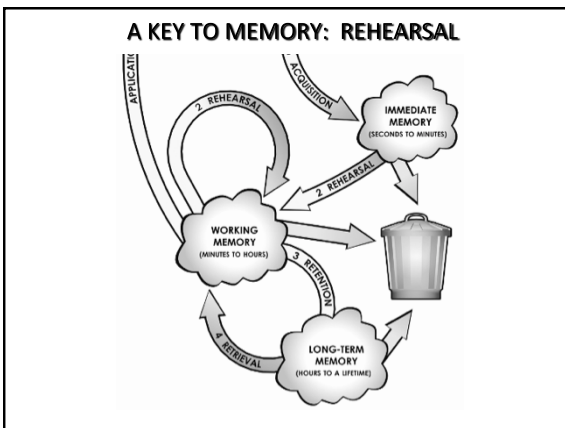 A KEY TO MEMORY: REHEARSAL
APPLICATI
ACQUISITION
2 REHEARSAL
IMMEDIATE
MEMORY
(SECONDS TO MINUTES)
2 REHEARSAL
WORKING
MEMORY
(MINUTES TO HOURS)
3 RETENTION
4 RETRIEVAL
LONG-TERM
MEMORY
(HOURS TO A LIFETIME)